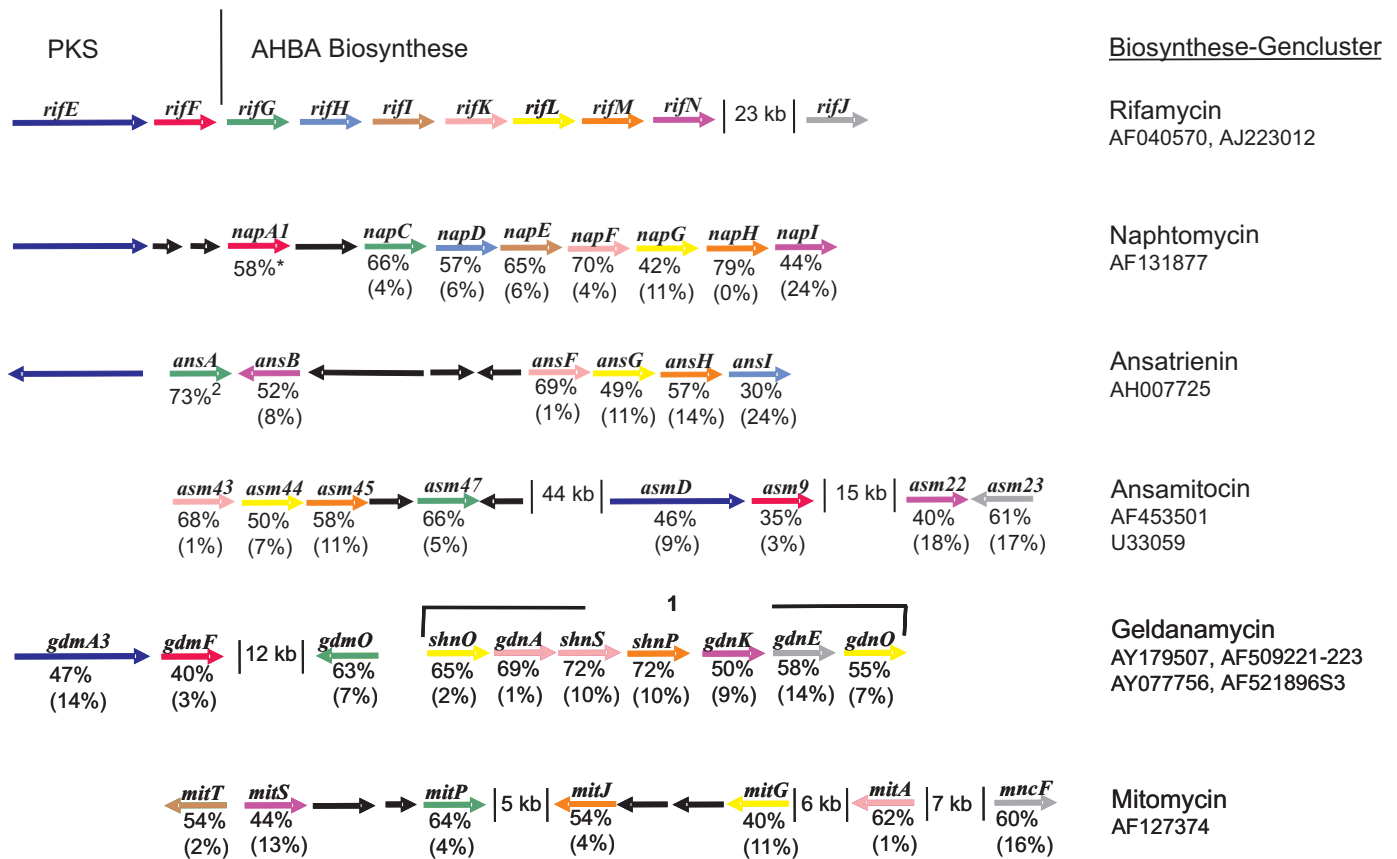 PKS AHBA Biosynthese Biosynthese-Gencluster
rifE rifF rifG rifH rifI rifK rifL rifM rifN 23 kb rifJ Rifamycin
AF040570, AJ223012
napA1 napC napD napE napF napG napH napI Naphtomycin
58%* 66% 57% 65% 70% 42% 79% 44% AF131877
(4%) (6%) (6%) (4%) (11%) (0%) (24%)
ansA ansB ansF ansG ansH ansI Ansatrienin
73%2 52% 69% 49% 57% 30% AH007725
(8%) (1%) (11%) (14%) (24%)
asm43 asm44 asm45 asm47 44 kb asmD asm9 15 kb asm22 asm23 Ansamitocin
68% 50% 58% 66% 46% 35% 40% 61% AF453501
(1%) (7%) (11%) (5%) (9%) (3%) (18%) (17%) U33059
1
gdmA3 gdmF 12 kb gdmO shnO gdnA shnS shnP gdnK gdnE gdnO Geldanamycin
47% 40% 63% 65% 69% 72% 72% 50% 58% 55% AY179507, AF509221-223
(14%) (3%) (7%) (2%) (1%) (10%) (10%) (9%) (14%) (7%) AY077756, AF521896S3
mitT mitS mitP 5 kb mitJ mitG 6 kb mitA 7 kb mncF Mitomycin
54% 44% 64% 54% 40% 62% 60% AF127374
(2%) (13%) (4%) (4%) (11%) (1%) (16%)